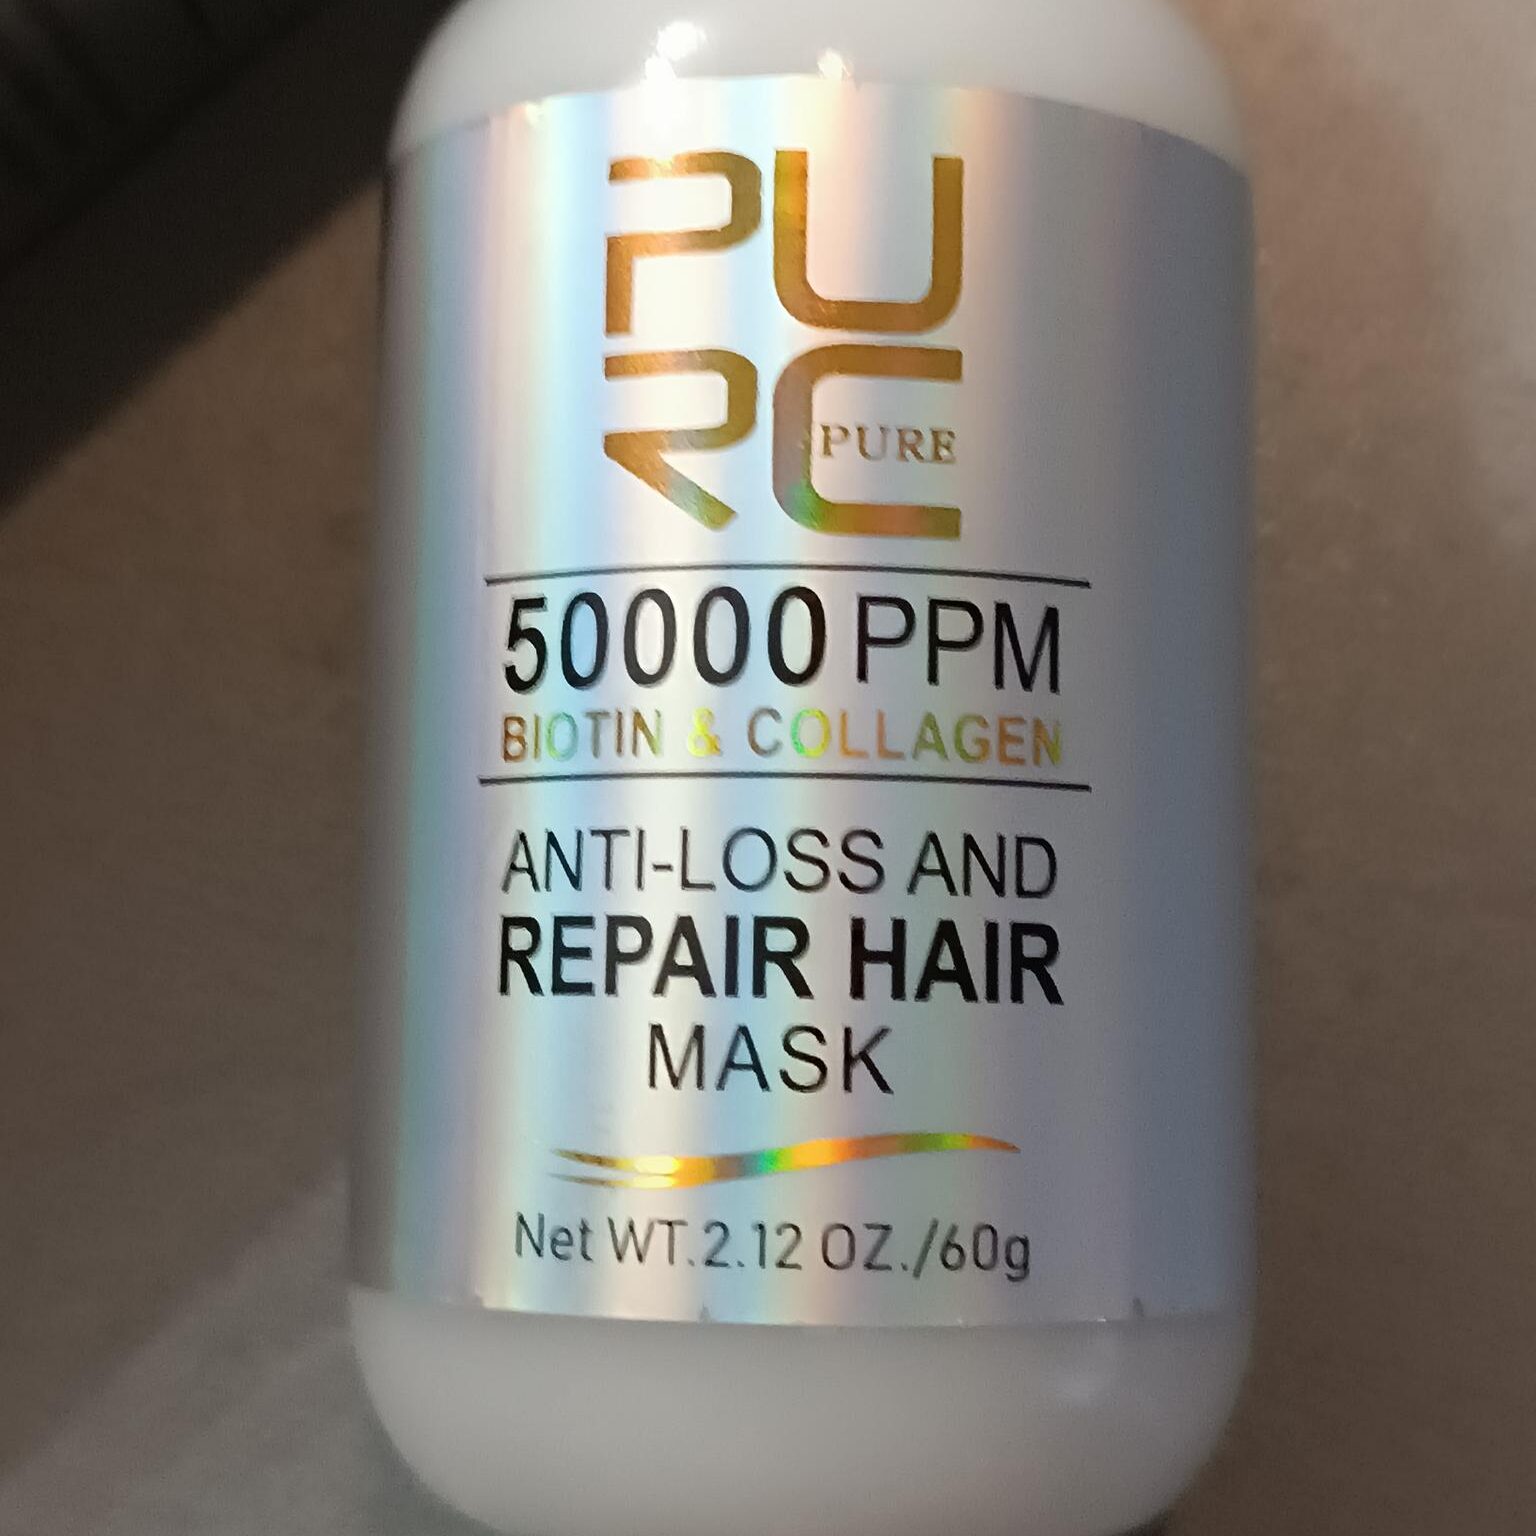 PURC
PURE
50000 PPM
BIOTIN & COLLAGEN
ANTI-LOSS AND
REPAIR HAIR
MASK
Net WT.2.12 OZ./60g